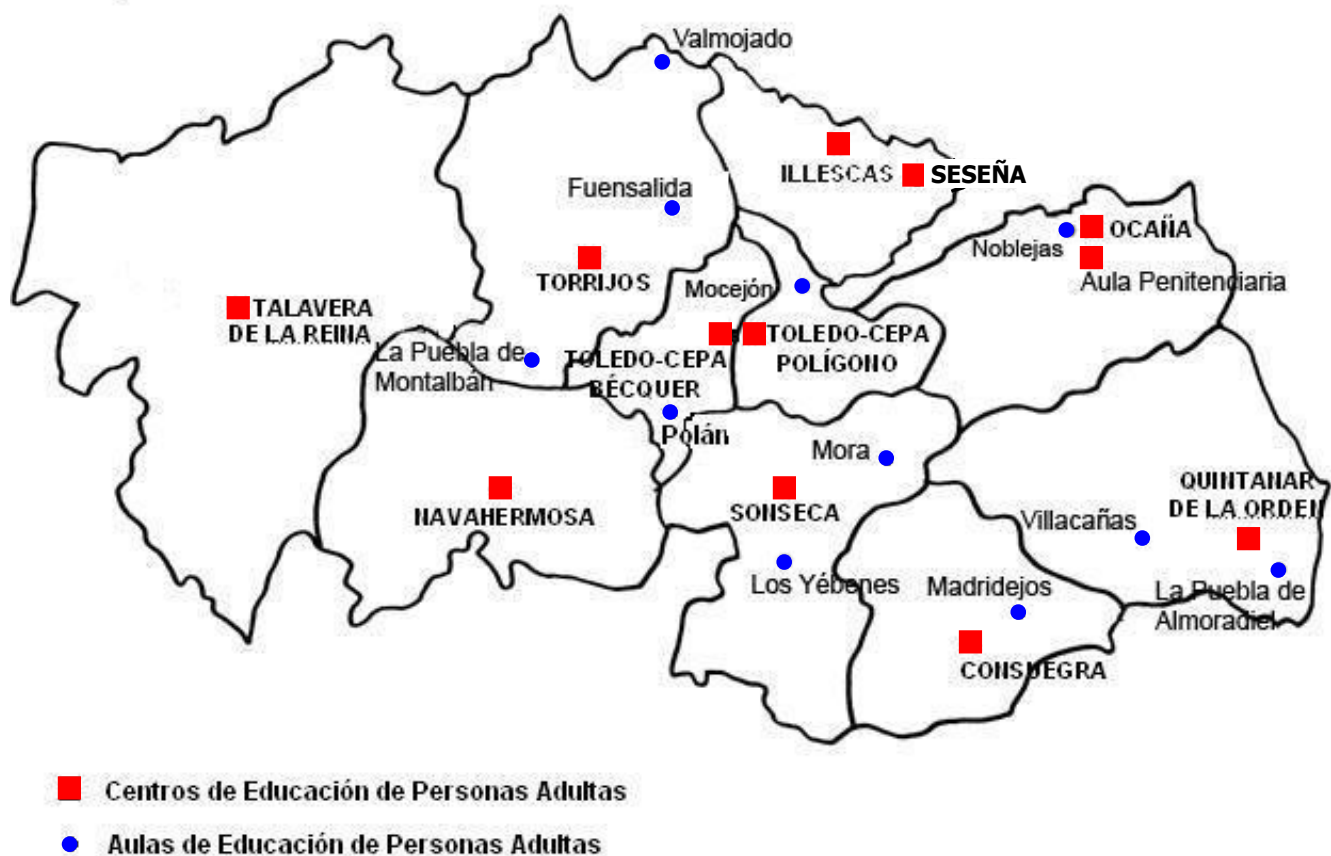 Valmojado
ILLESCAS
SESEÑA
Fuensalida
OCAÑA
Noblejas
TORRIJOS
Mocejón
Aula Penitenciaria
TALAVERA
DE LA REINA
La Puebla de
Montalbán
TOLEDO-CEPA
BÉCQUER
TOLEDO-CEPA
POLÍGONO
Polán
Mora
NAVAHERMOSA
SONSECA
QUINTANAR
DE LA ORDEN
Villacañas
Los Yébenes
Madridejos
La Puebla de
Almoradiel
CONSUEGRA
Centros de Educación de Personas Adultas
Aulas de Educación de Personas Adultas